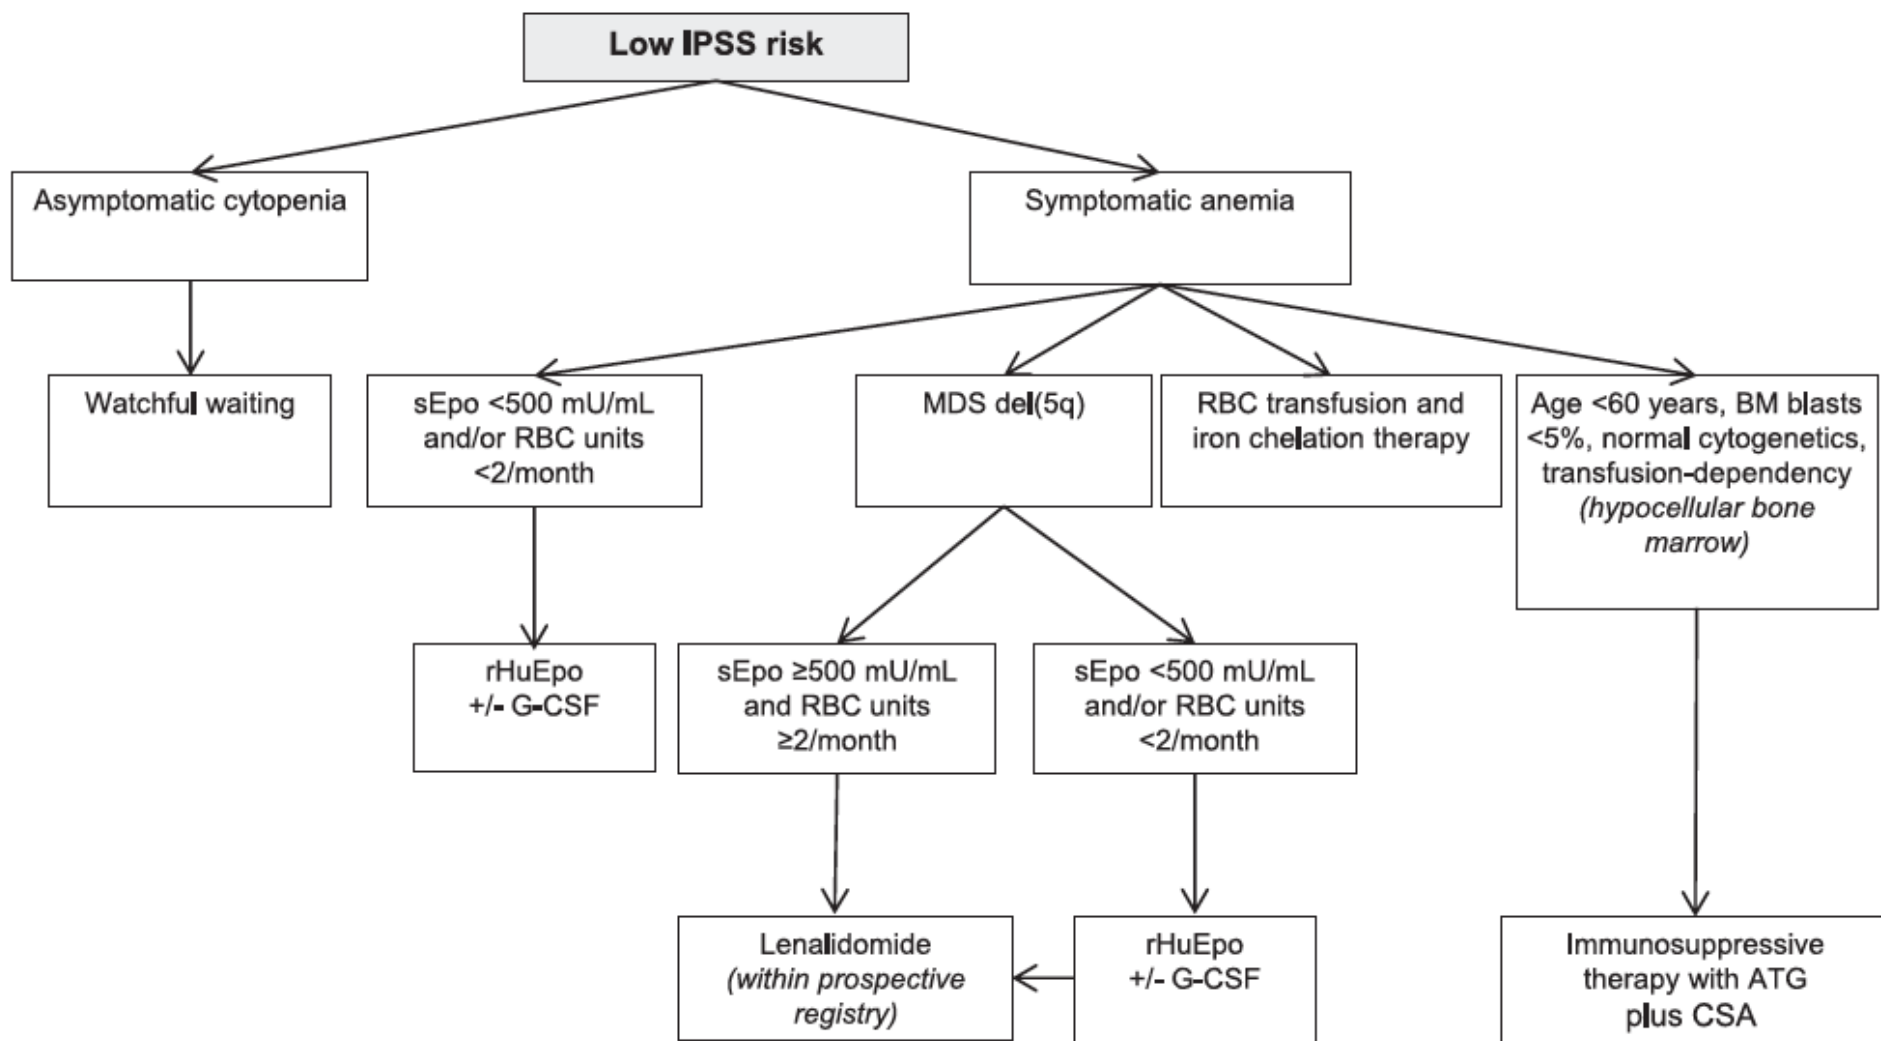 Low IPSS risk
Asymptomatic cytopenia
Symptomatic anemia
Watchful waiting
sEpo <500 mU/mL
and/or RBC units
<2/month
MDS del(5q)
RBC transfusion and
iron chelation therapy
Age <60 years, BM blasts
<5%, normal cytogenetics,
transfusion-dependency
(hypocellular bone
marrow)
rHuEpo
+/- G-CSF
sEpo ≥500 mU/mL
and RBC units
≥2/month
sEpo <500 mU/mL
and/or RBC units
<2/month
Lenalidomide
(within prospective
registry)
rHuEpo
+/- G-CSF
Immunosuppressive
therapy with ATG
plus CSA